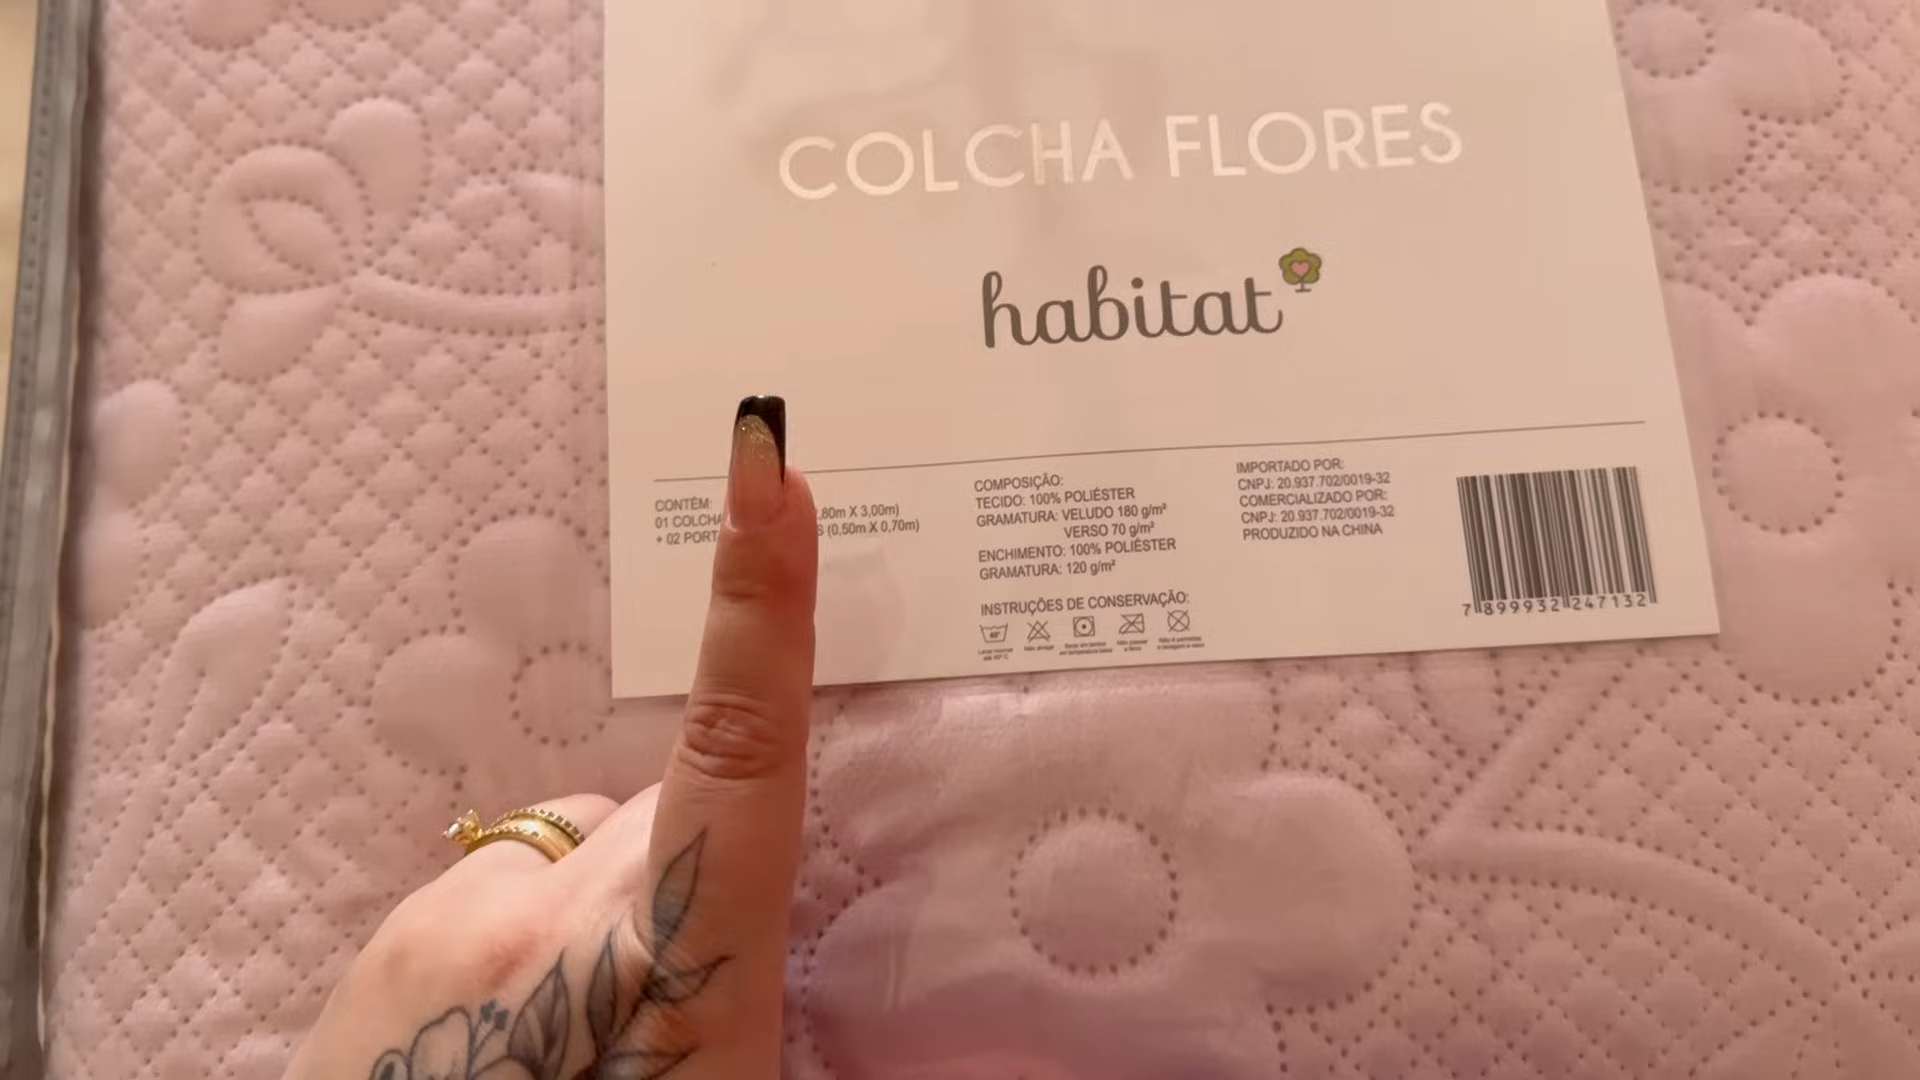 COLCHA FLORES
habitat
CONTÉM:
01 COLCHA ,80m X 3,00m)
+ 02 PORT S (0,50m X 0,70m)
COMPOSIÇÃO:
TECIDO: 100% POLIÉSTER
GRAMATURA: VELUDO 180 g/m²
VERSO 70 g/m²
ENCHIMENTO: 100% POLIÉSTER
GRAMATURA: 120 g/m²
INSTRUÇÕES DE CONSERVAÇÃO:
40°
Não alvejar
IMPORTADO POR:
CNPJ: 20.937.702/0019-32
COMERCIALIZADO POR:
CNPJ: 20.937.702/0019-32
PRODUZIDO NA CHINA
7 899932 247132